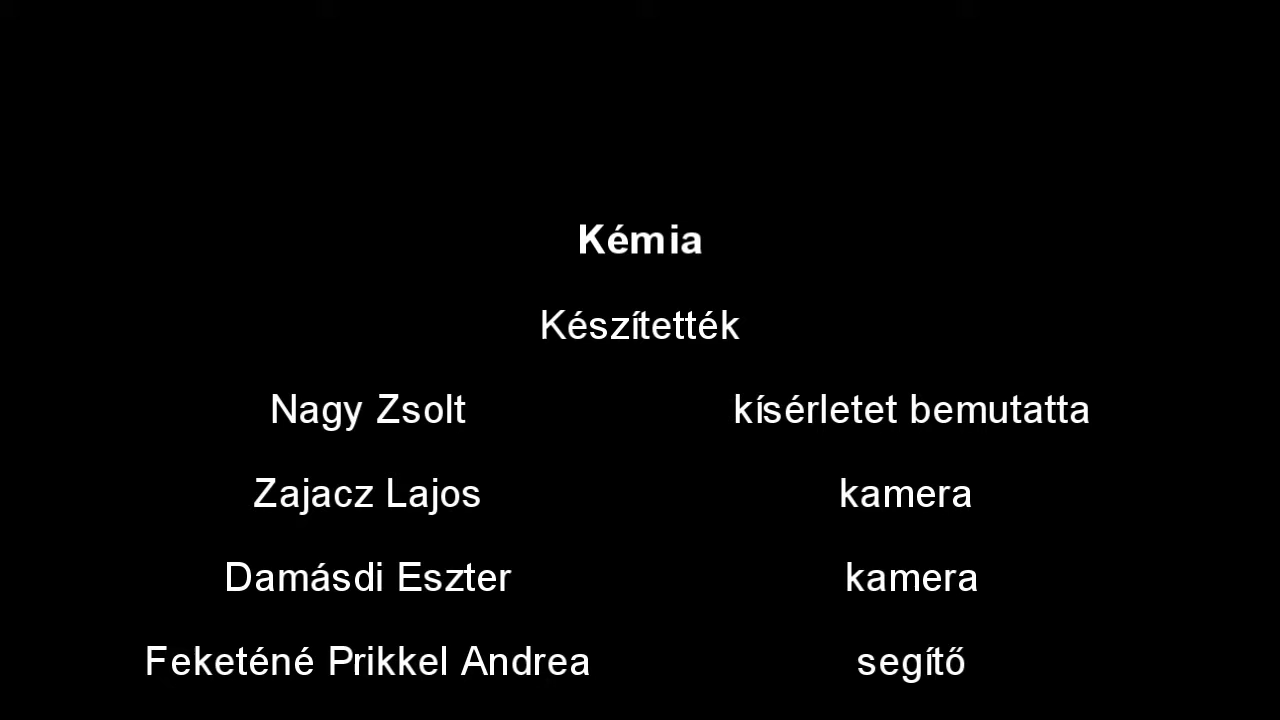 Kémia
Készítették
Nagy Zsolt kísérletet bemutatta
Zajacz Lajos kamera
Damásdi Eszter kamera
Feketéné Prikkel Andrea segítő